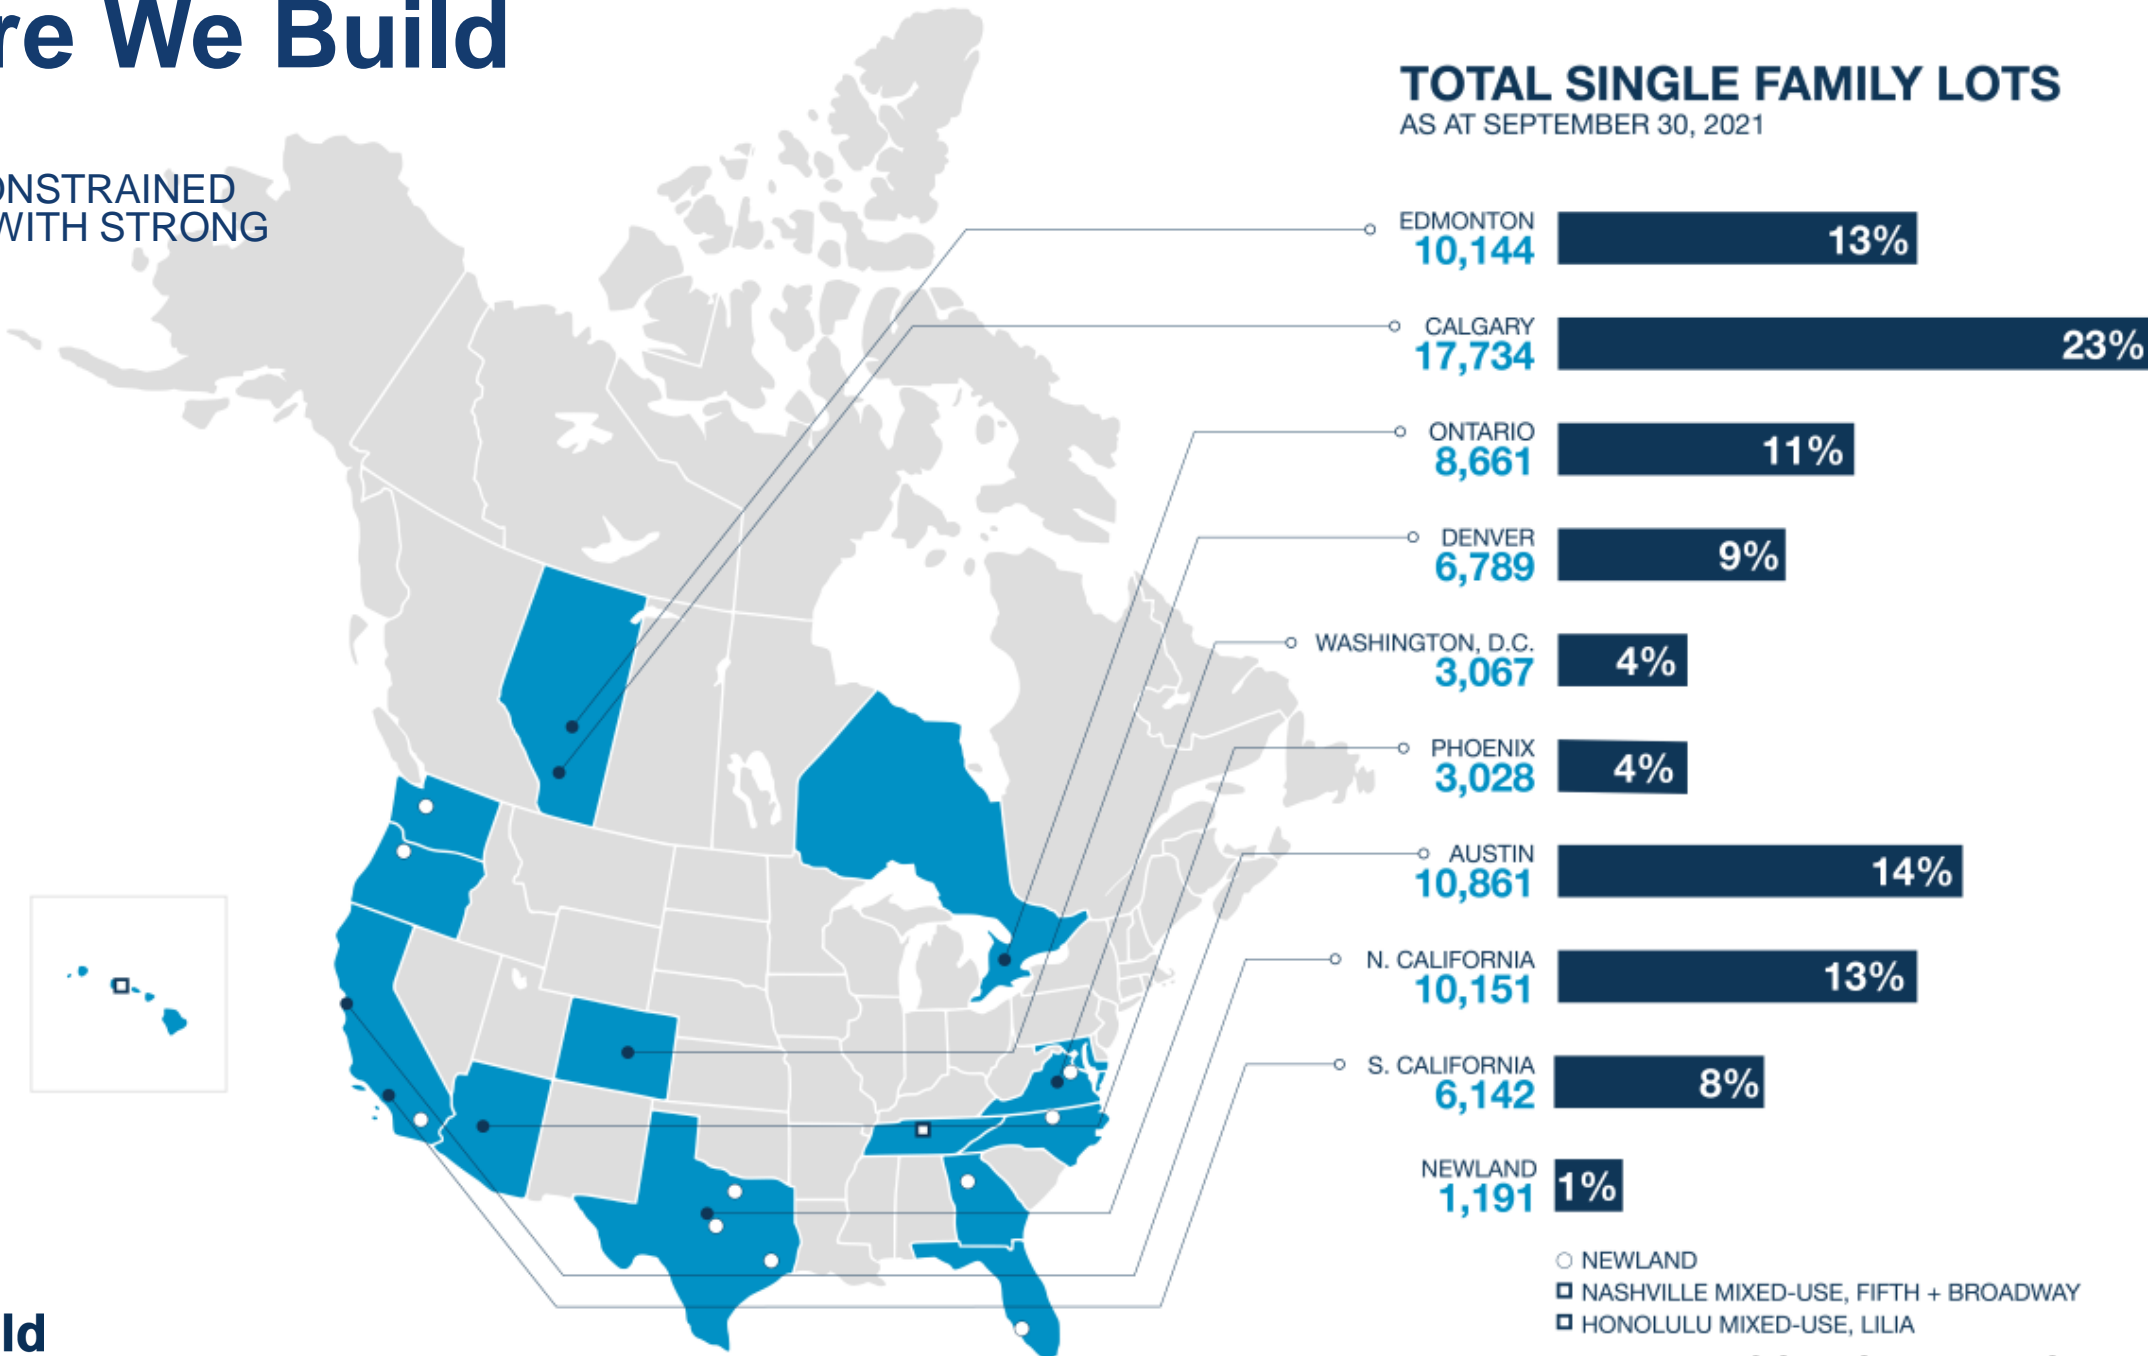 re We Build
ONSTRAINED
WITH STRONG
TOTAL SINGLE FAMILY LOTS
AS AT SEPTEMBER 30, 2021
EDMONTON
10,144
13%
CALGARY
17,734
23%
ONTARIO
8,661
11%
DENVER
6,789
9%
WASHINGTON, D.C.
3,067
4%
PHOENIX
3,028
4%
AUSTIN
10,861
14%
N. CALIFORNIA
10,151
13%
S. CALIFORNIA
6,142
8%
NEWLAND
1,191
1%
NEWLAND
NASHVILLE MIXED-USE, FIFTH + BROADWAY
HONOLULU MIXED-USE, LILIA
ld